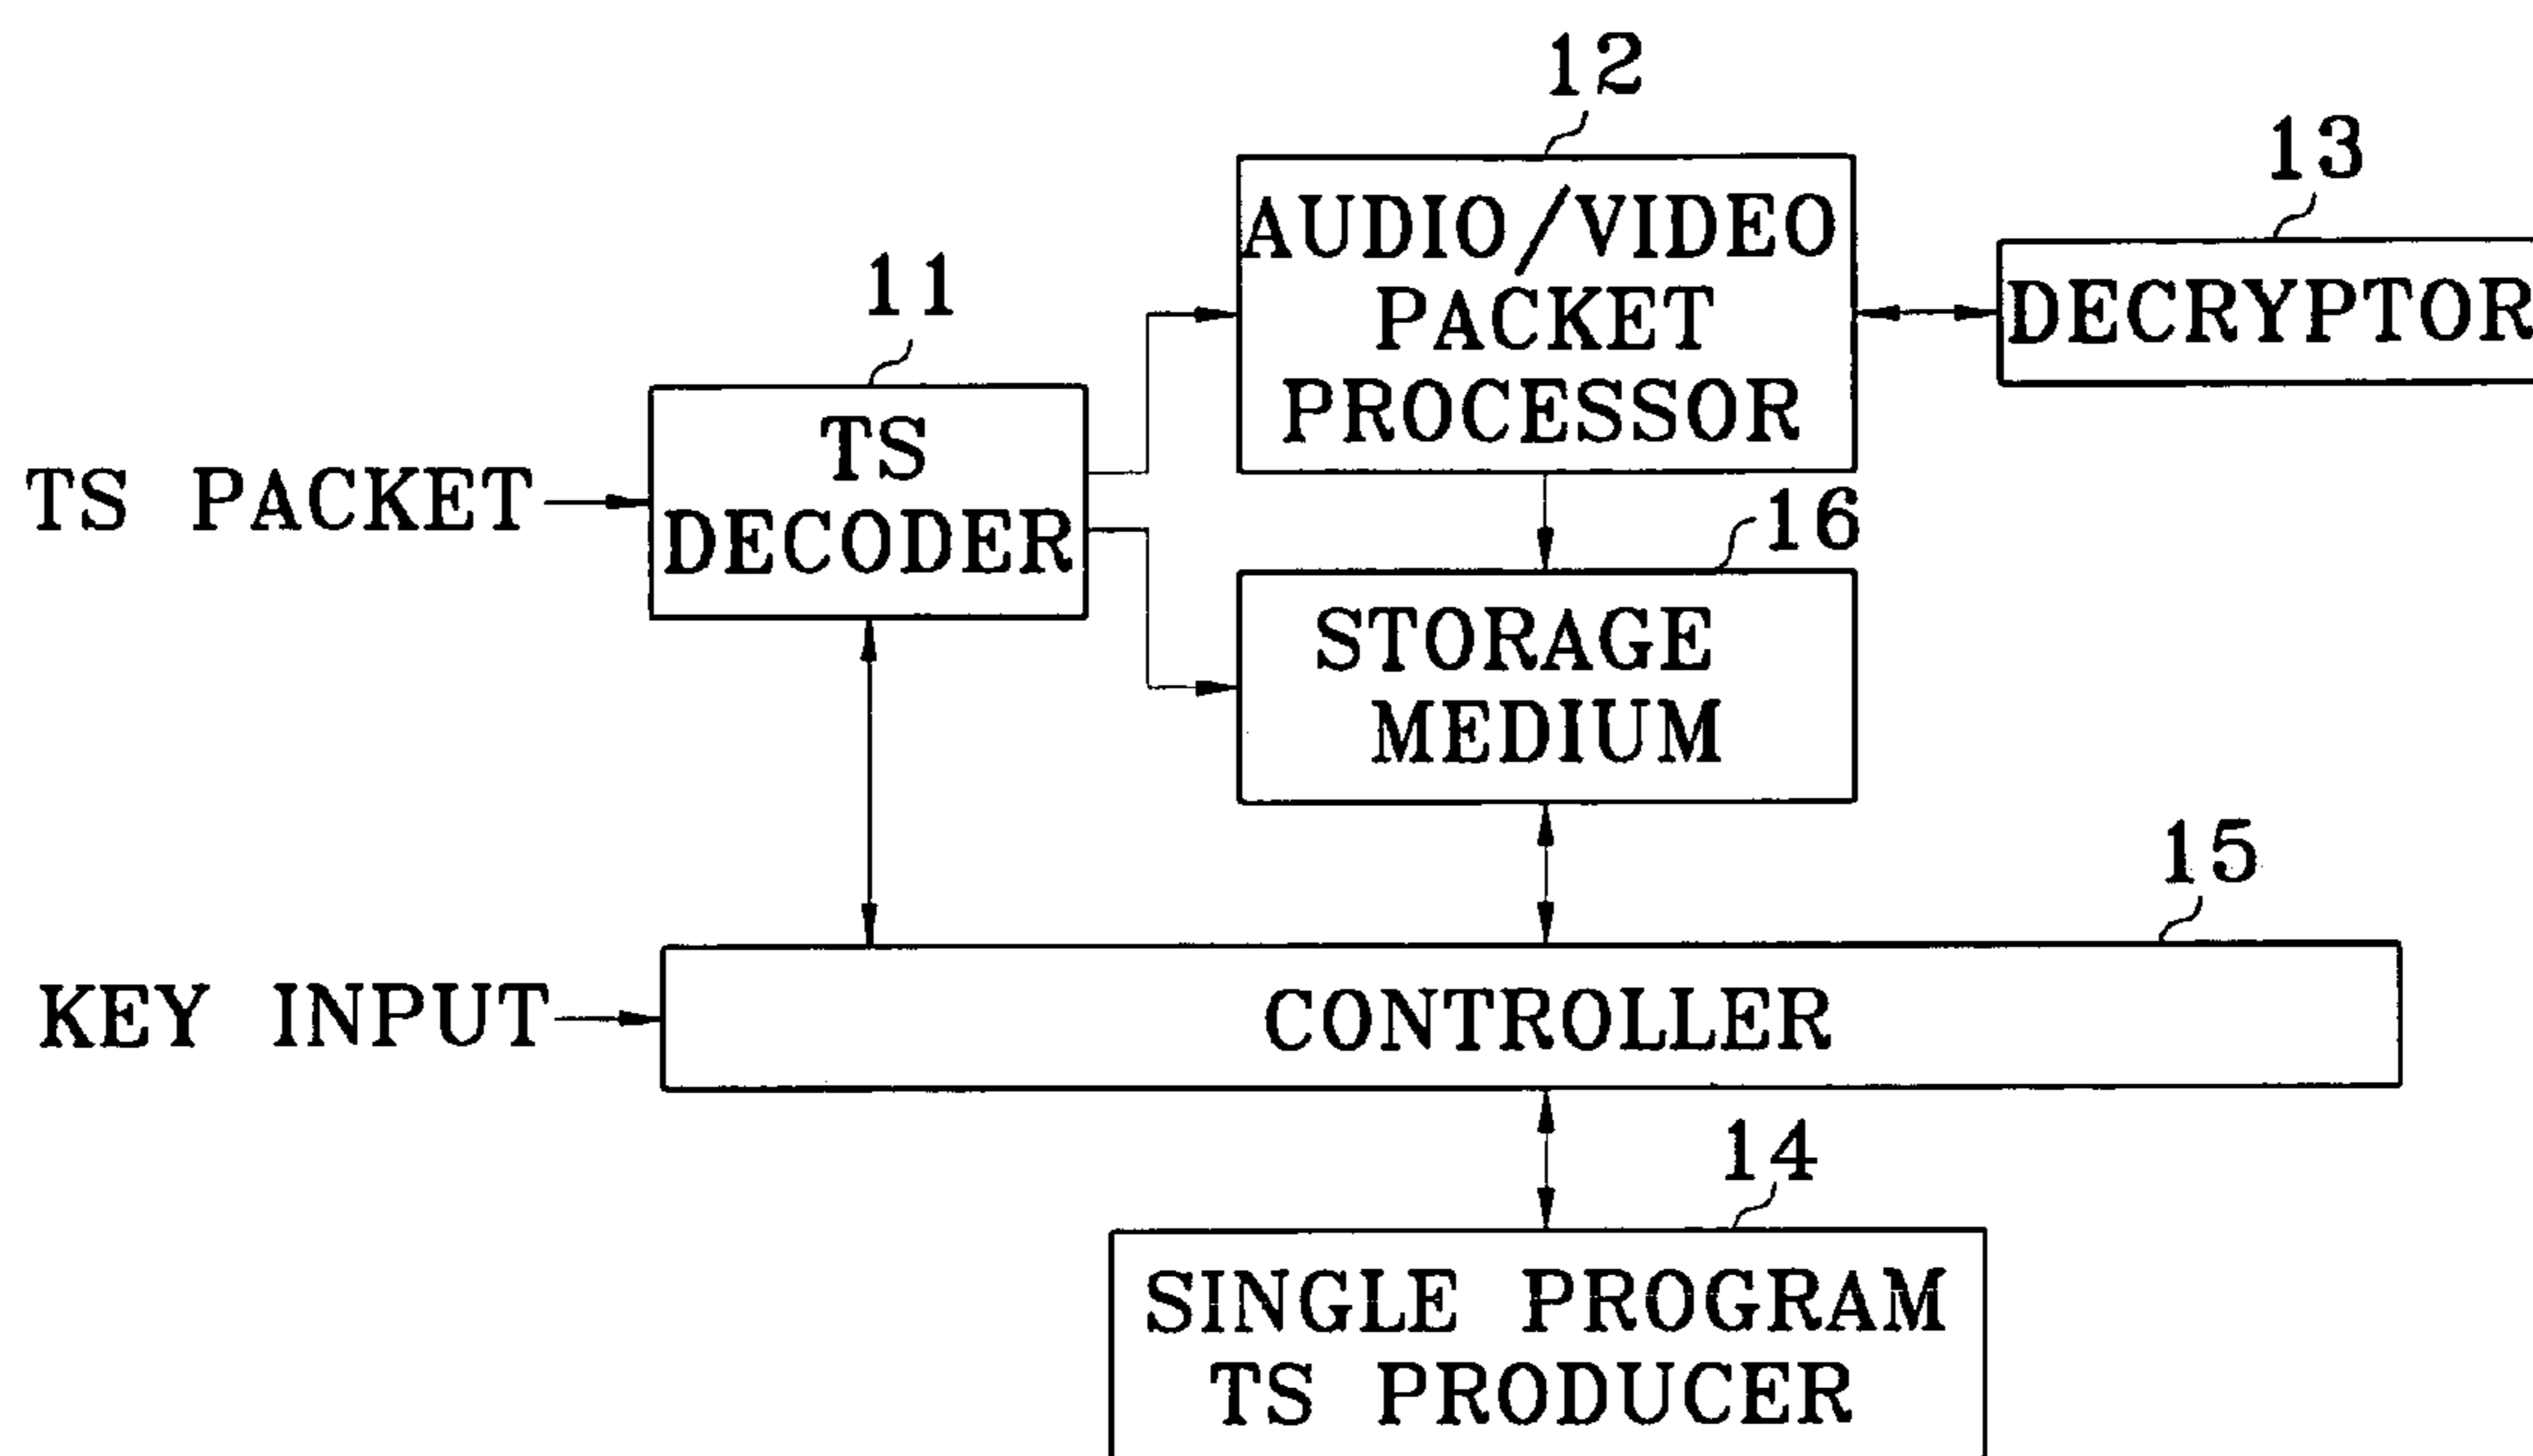 12
13
AUDIO/VIDEO
PACKET
PROCESSOR
DECRYPTOR
11
TS
DECODER
TS PACKET
16
STORAGE
MEDIUM
15
KEY INPUT
CONTROLLER
14
SINGLE PROGRAM
TS PRODUCER